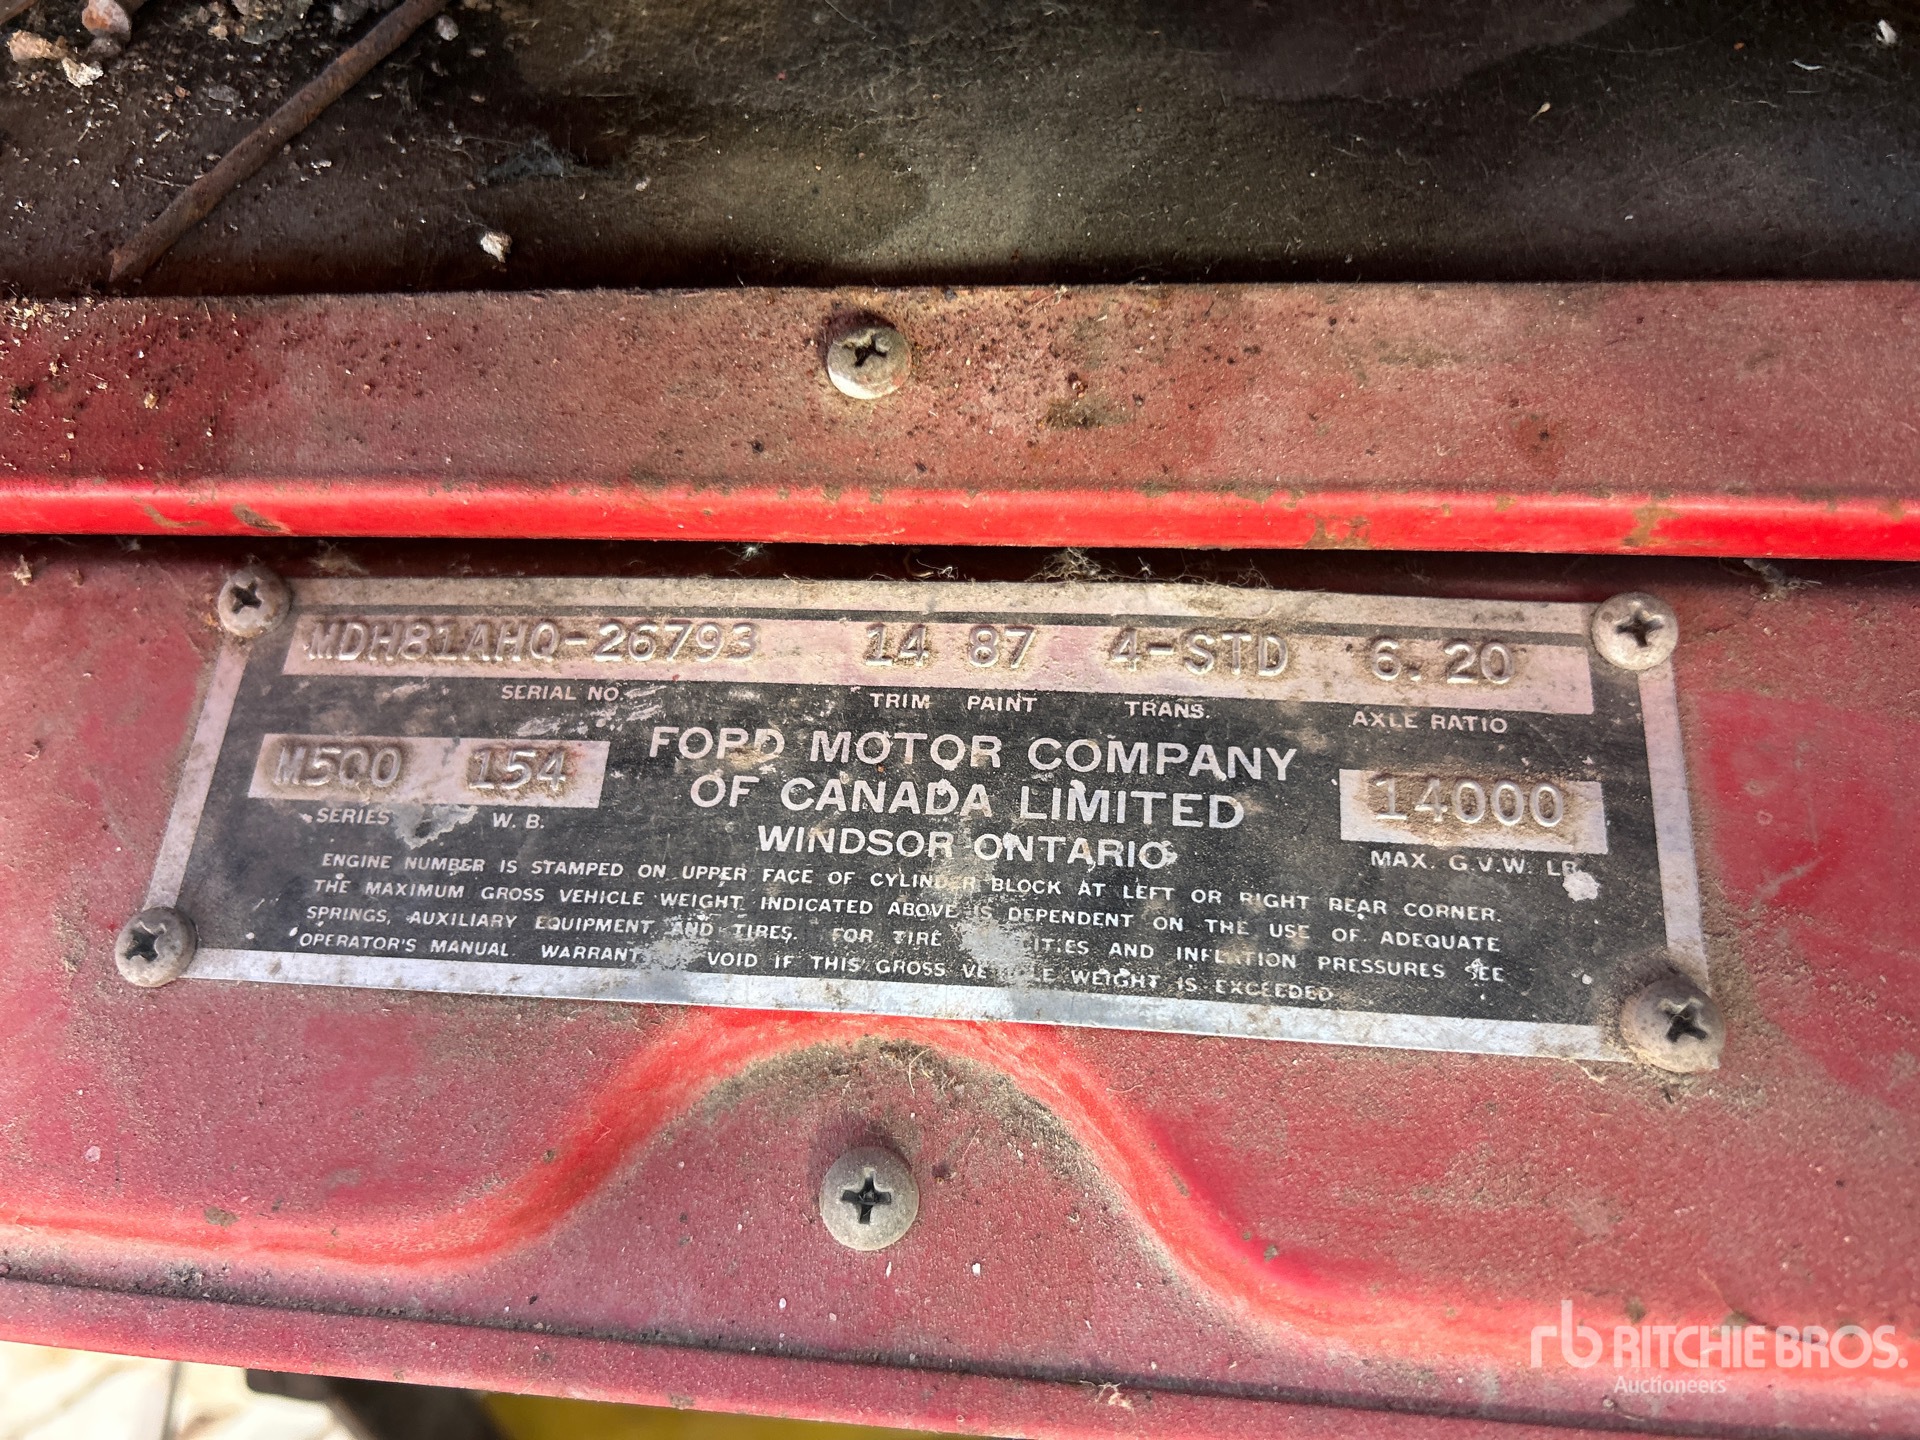 MDH81AHQ-26793 14 87 4-STD 6.20
SERIAL NO. TRIM PAINT TRANS. AXLE RATIO
M500 154 14000
SERIES W. B. MAX. G.V.W. LB.
FORD MOTOR COMPANY
OF CANADA LIMITED
WINDSOR ONTARIO
ENGINE NUMBER IS STAMPED ON UPPER FACE OF CYLINDER BLOCK AT LEFT OR RIGHT REAR CORNER.
THE MAXIMUM GROSS VEHICLE WEIGHT INDICATED ABOVE IS DEPENDENT ON THE USE OF ADEQUATE
SPRINGS, AUXILIARY EQUIPMENT AND TIRES. FOR TIRE AND INFLATION PRESSURES SEE
OPERATOR'S MANUAL. WARRANTY VOID IF THIS GROSS VEHICLE WEIGHT IS EXCEEDED
rb RITCHIE BROS.
Auctioneers